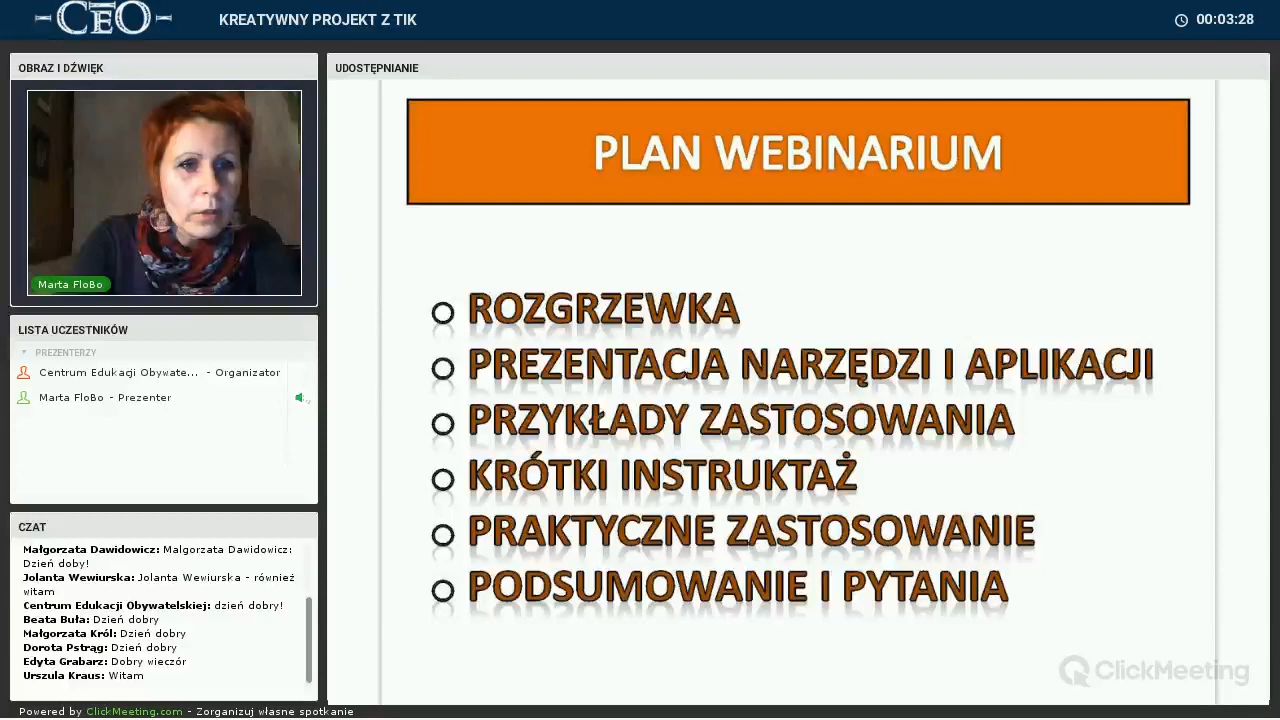 CEO
KREATYWNY PROJEKT Z TIK
00:03:28
OBRAZ I DŹWIĘK
Marta FloBo
LISTA UCZESTNIKÓW
PREZENTERZY
Centrum Edukacji Obywate... - Organizator
Marta FloBo - Prezenter
CZAT
Małgorzata Dawidowicz: Malgorzata Dawidowicz:
Dzień doby!
Jolanta Wewiurska: Jolanta Wewiurska - również
witam
Centrum Edukacji Obywatelskiej: dzień dobry!
Beata Buła: Dzień dobry
Małgorzata Król: Dzień dobry
Dorota Pstrąg: Dzień dobry
Edyta Grabarz: Dobry wieczór
Urszula Kraus: Witam
UDOSTĘPNIANIE
PLAN WEBINARIUM
ROZGRZEWKA
PREZENTACJA NARZĘDZI I APLIKACJI
PRZYKŁADY ZASTOSOWANIA
KRÓTKI INSTRUKTAŻ
PRAKTYCZNE ZASTOSOWANIE
PODSUMOWANIE I PYTANIA
ClickMeeting
Powered by ClickMeeting.com - Zorganizuj własne spotkanie